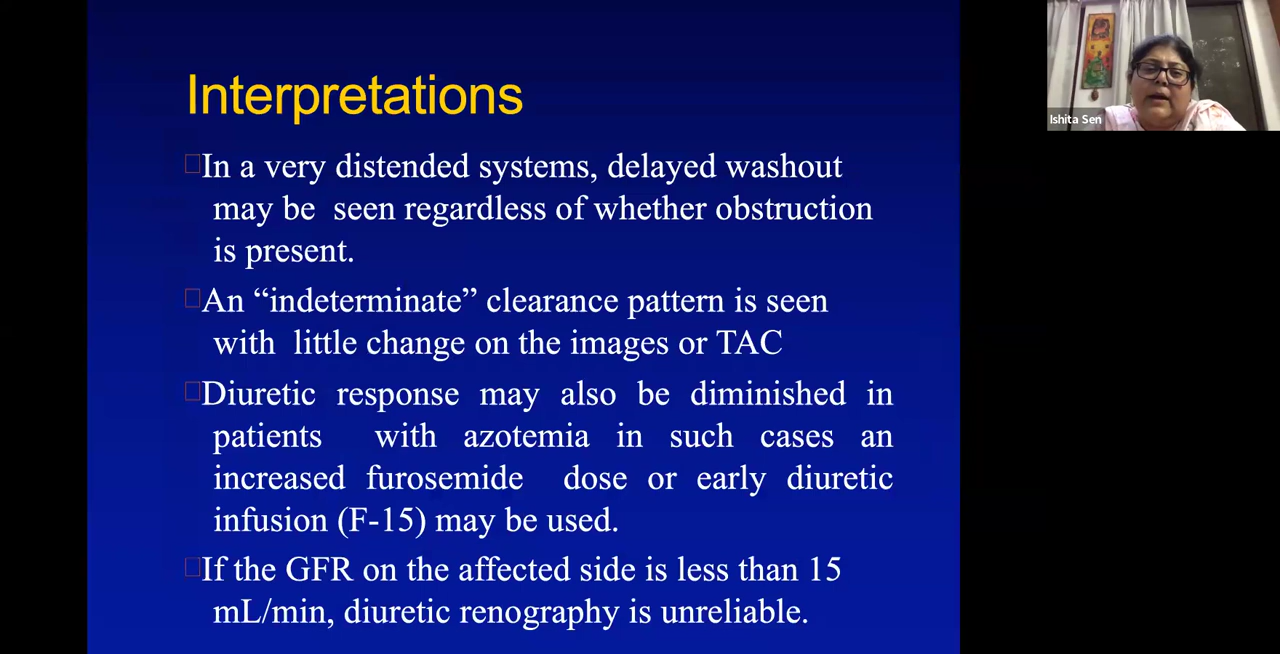 Interpretations
In a very distended systems, delayed washout
may be seen regardless of whether obstruction
is present.
An “indeterminate” clearance pattern is seen
with little change on the images or TAC
Diuretic response may also be diminished in
patients with azotemia in such cases an
increased furosemide dose or early diuretic
infusion (F-15) may be used.
If the GFR on the affected side is less than 15
mL/min, diuretic renography is unreliable.
Ishita Sen